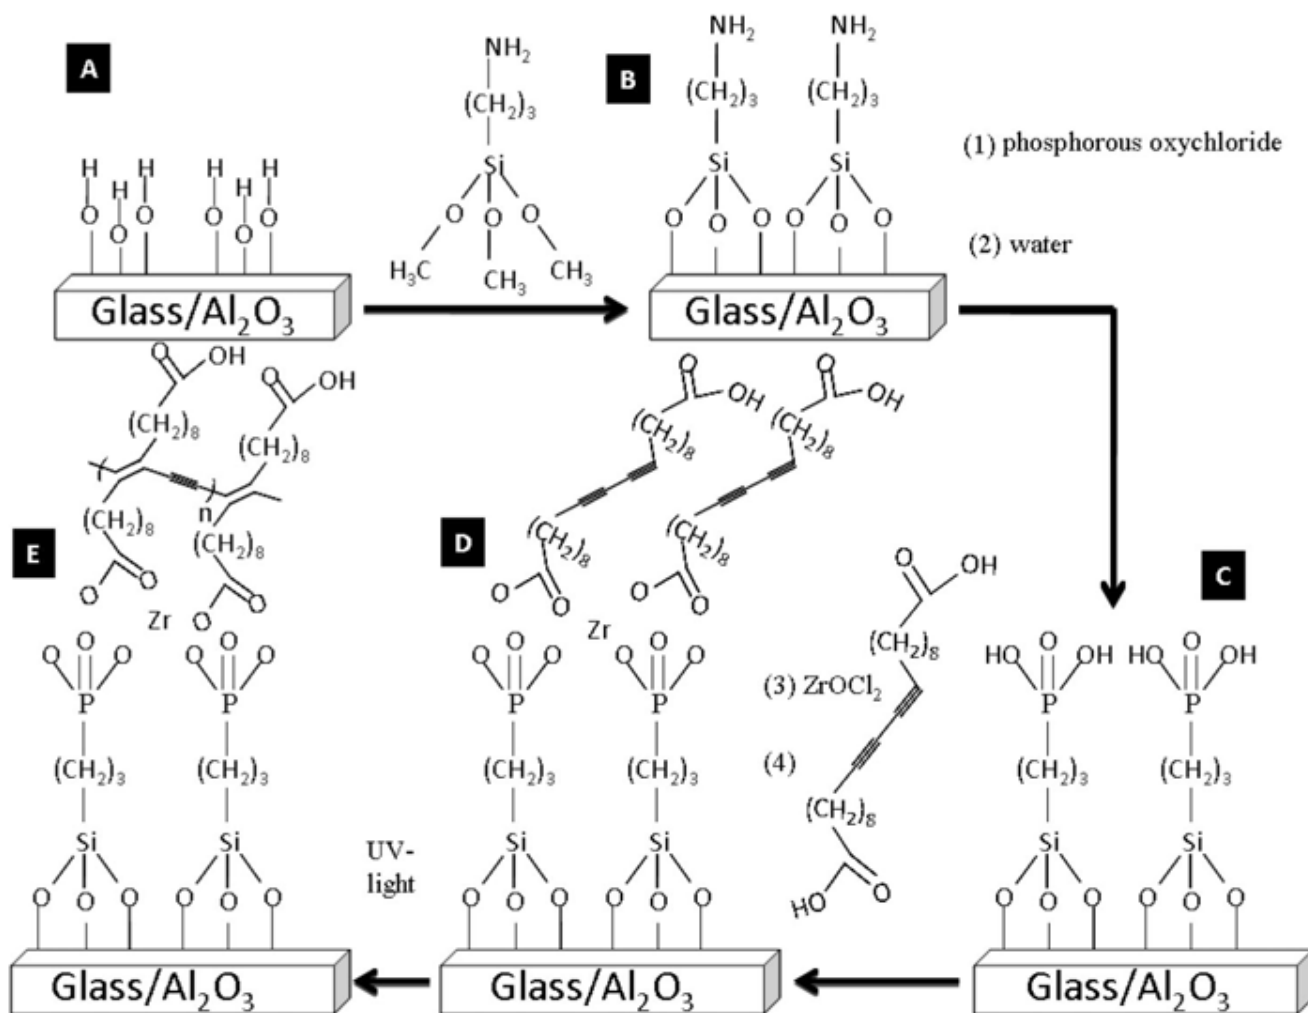 A
H H H H H H
O O O O O O
Glass/Al₂O₃
NH₂
(CH₂)₃
Si
O O O
H₃C CH₃ CH₃
B
NH₂ NH₂
(CH₂)₃ (CH₂)₃
Si Si
O O O O O O
Glass/Al₂O₃
(1) phosphorous oxychloride
(2) water
C
O O
HO OH HO OH
P P
(CH₂)₃ (CH₂)₃
Si Si
O O O O O O
Glass/Al₂O₃
O OH
(CH₂)₈
(3) ZrOCl₂
(4)
(CH₂)₈
HO O
D
O OH O OH
(CH₂)₈ (CH₂)₈
(CH₂)₈ (CH₂)₈
O O O O
Zr
O O O O O O
P P
(CH₂)₃ (CH₂)₃
Si Si
O O O O O O
Glass/Al₂O₃
UV-
light
E
O OH O OH
(CH₂)₈ (CH₂)₈
( ) n
(CH₂)₈ (CH₂)₈
O O O O
Zr
O O O O O O
P P
(CH₂)₃ (CH₂)₃
Si Si
O O O O O O
Glass/Al₂O₃